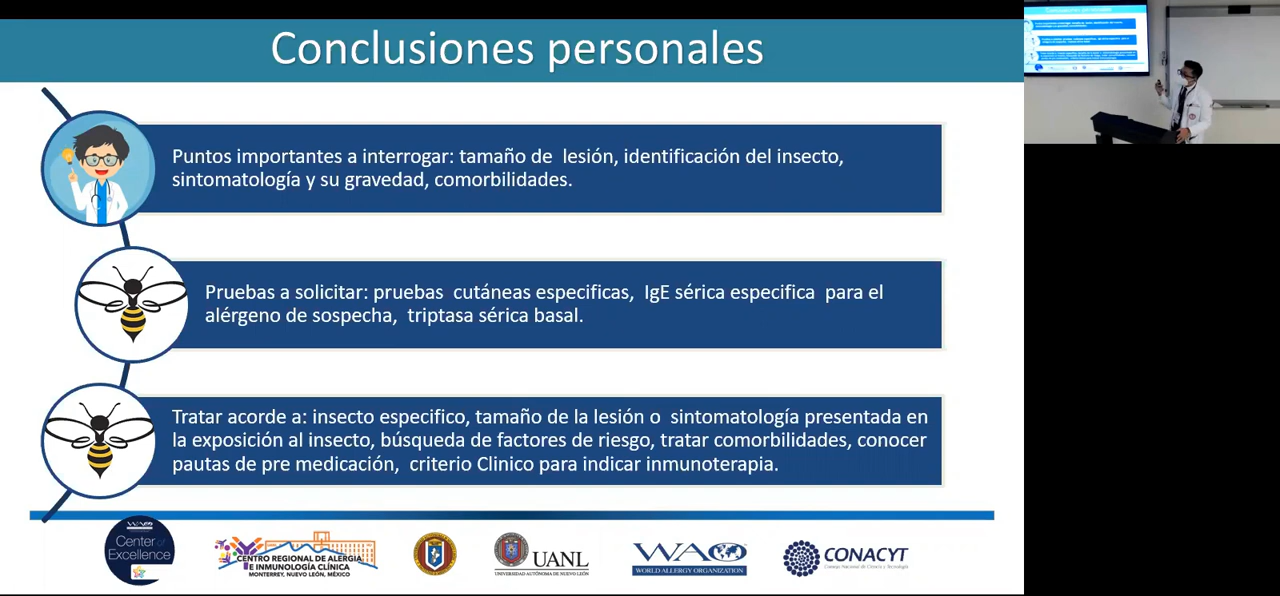 Conclusiones personales
Puntos importantes a interrogar: tamaño de lesión, identificación del insecto,
sintomatología y su gravedad, comorbilidades.
Pruebas a solicitar: pruebas cutáneas especificas, IgE sérica especifica para el
alérgeno de sospecha, triptasa sérica basal.
Tratar acorde a: insecto especifico, tamaño de la lesión o sintomatología presentada en
la exposición al insecto, búsqueda de factores de riesgo, tratar comorbilidades, conocer
pautas de pre medicación, criterio Clinico para indicar inmunoterapia.
WAO
Center of
Excellence
CENTRO REGIONAL DE ALERGIA
E INMUNOLOGÍA CLÍNICA
MONTERREY, NUEVO LEÓN, MÉXICO
UANL
UNIVERSIDAD AUTÓNOMA DE NUEVO LEÓN
WAO
WORLD ALLERGY ORGANIZATION
CONACYT
Consejo Nacional de Ciencia y Tecnología